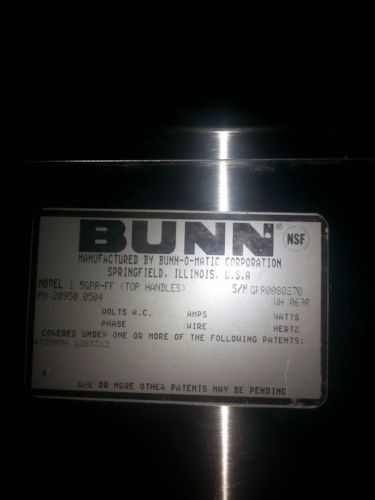 BUNN ®
NSF
MANUFACTURED BY BUNN-O-MATIC CORPORATION
SPRINGFIELD, ILLINOIS, U.S.A
MODEL 1.5GPR-FF (TOP HANDLES) S/N GPR0080270
PN 20950.0504 WH
VOLTS A.C. AMPS WATTS
PHASE WIRE HERTZ
COVERED UNDER ONE OR MORE OF THE FOLLOWING PATENTS:
ONE OR MORE OTHER PATENTS MAY BE PENDING